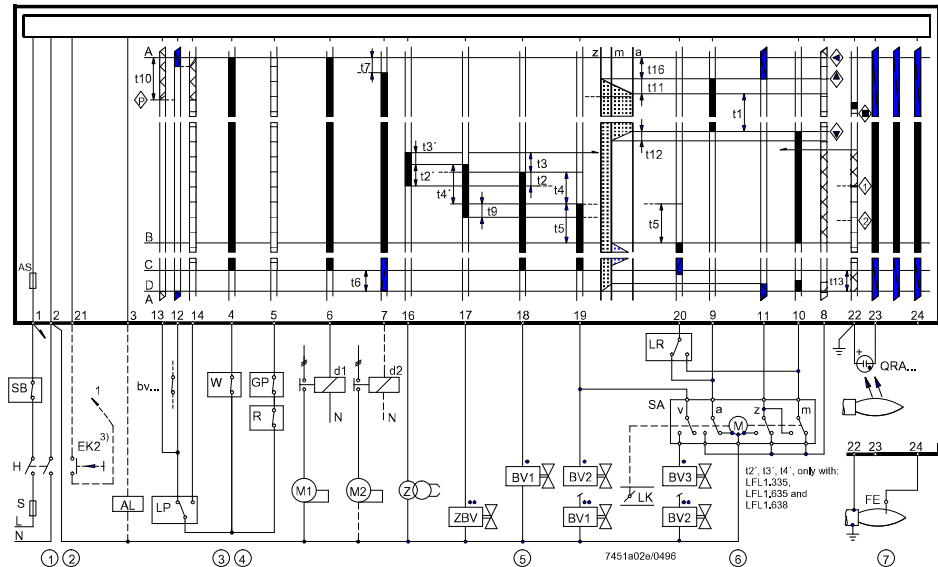 A z m a
t7 t16
t10 t11
P t1
t3´ t3 t12
t2´ t2
t4´ t4 1
t9 t5 t5 2
B
AS C
D t6 t13
A
1 2 21 3 13 12 14 4 5 6 7 16 17 18 19 20 9 11 10 8 22 23 24
LR + QRA...
SB 1 bv... W GP d1 d2
R N N SA v a z m
EK2 3) M
H 22 23 24
BV1 BV2 BV3 t2´, t3´, t4´, only with:
S M1 M2 Z LK LFL1.335,
L AL LP LFL1.635 and
N ZBV BV1 BV2 LFL1.638
FE
1 2 3 4 5 7451a02e/0496 6 7